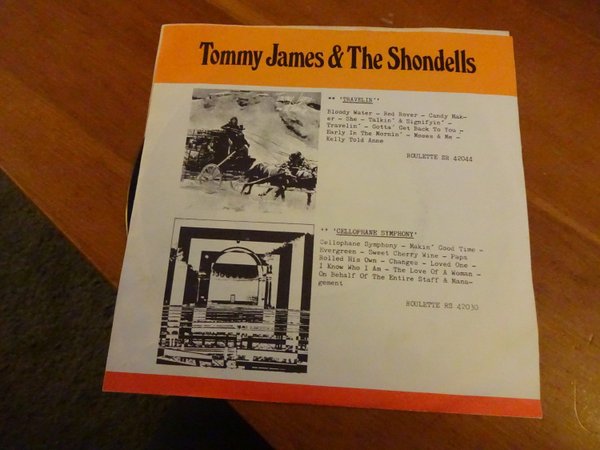 Tommy James & The Shondells
** 'TRAVELIN''
Bloody Water - Red Rover - Candy Mak-
er - She - Talkin' & Signifyin' -
Travelin' - Gotta' Get Back To You -
Early In The Mornin' - Moses & Me -
Kelly Told Anne
ROULETTE SR 42044
** 'CELLOPHANE SYMPHONY'
Cellophane Symphony - Makin' Good Time -
Evergreen - Sweet Cherry Wine - Papa
Rolled His Own - Changes - Loved One -
I Know Who I Am - The Love Of A Woman -
On Behalf Of The Entire Staff & Mana-
gement
ROULETTE RS 42030